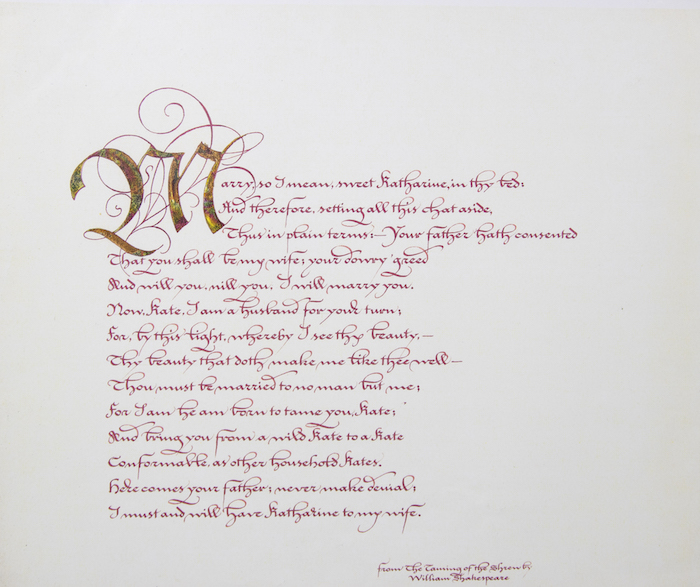 Marry, so I mean, sweet Katharine, in thy bed:
And therefore, setting all this chat aside,
Thus in plain terms:—Your father hath consented
That you shall be my wife; your dowry 'greed
And will you, nill you, I will marry you.
Now, Kate, I am a husband for your turn;
For, by this light, whereby I see thy beauty,—
Thy beauty that doth make me like thee well—
Thou must be married to no man but me;
For I am he am born to tame you, Kate;
And bring you from a wild Kate to a Kate
Conformable, as other household Kates.
Here comes your father; never make denial;
I must and will have Katharine to my wife.
from The Taming of the Shrew by
William Shakespeare